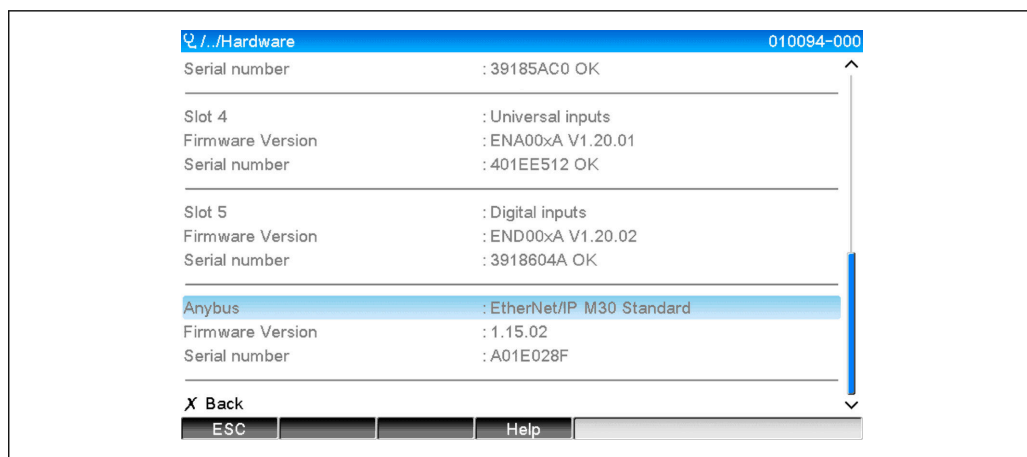 /../Hardware 010094-000
Serial number : 39185AC0 OK
Slot 4 : Universal inputs
Firmware Version : ENA00xA V1.20.01
Serial number : 401EE512 OK
Slot 5 : Digital inputs
Firmware Version : END00xA V1.20.02
Serial number : 3918604A OK
Anybus : EtherNet/IP M30 Standard
Firmware Version : 1.15.02
Serial number : A01E028F
X Back
ESC Help